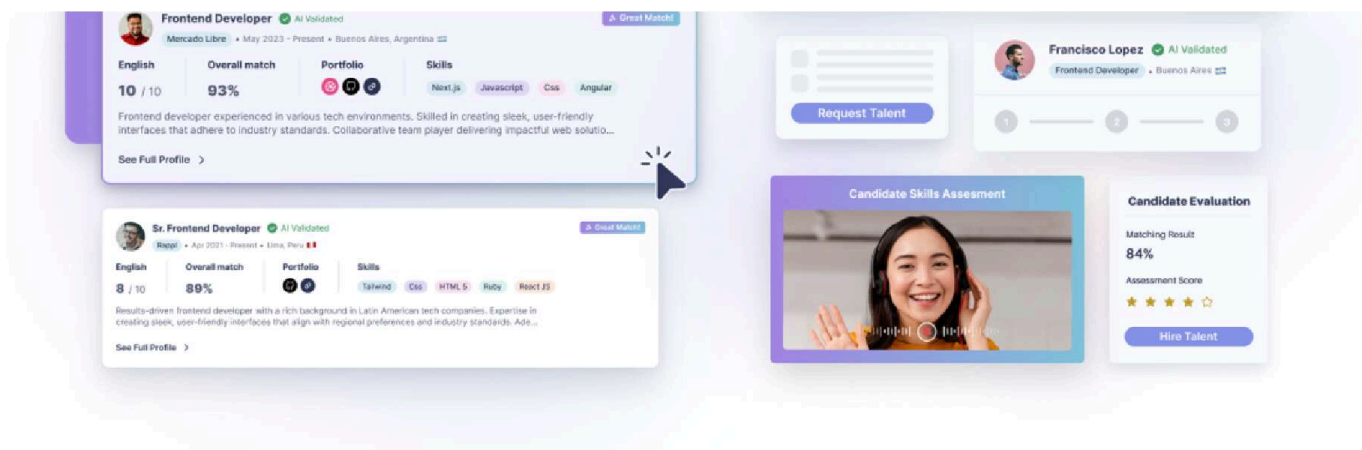 Frontend Developer AI Validated
Great Match!
Mercado Libre • May 2023 - Present • Buenos Aires, Argentina
English Overall match Portfolio Skills
10 / 10 93% Next.js Javascript Css Angular
Frontend developer experienced in various tech environments. Skilled in creating sleek, user-friendly
interfaces that adhere to industry standards. Collaborative team player delivering impactful web solutio...
See Full Profile >
Sr. Frontend Developer AI Validated
Great Match!
Rappi • Apr 2021 - Present • Lima, Peru
English Overall match Portfolio Skills
8 / 10 89% Tailwind Css HTML 5 Ruby React JS
Results-driven frontend developer with a rich background in Latin American tech companies. Expertise in
creating sleek, user-friendly interfaces that align with regional preferences and industry standards. Ade...
See Full Profile >
Request Talent
Francisco Lopez AI Validated
Frontend Developer • Buenos Aires
1 2 3
Candidate Skills Assesment
Candidate Evaluation
Matching Result
84%
Assessment Score
Hire Talent